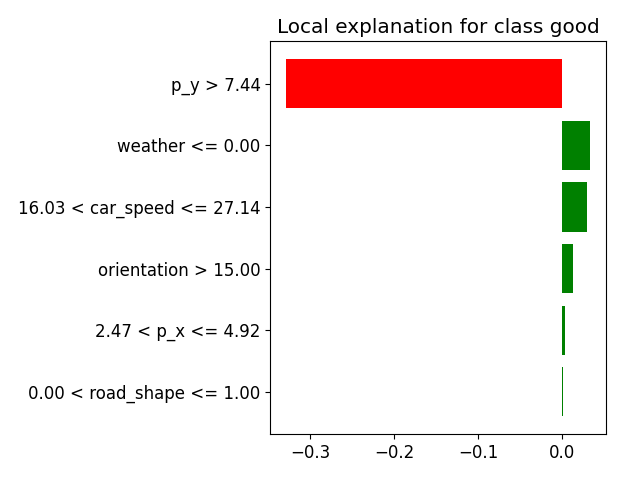 Local explanation for class good
p_y > 7.44
weather <= 0.00
16.03 < car_speed <= 27.14
orientation > 15.00
2.47 < p_x <= 4.92
0.00 < road_shape <= 1.00
−0.3 −0.2 −0.1 0.0